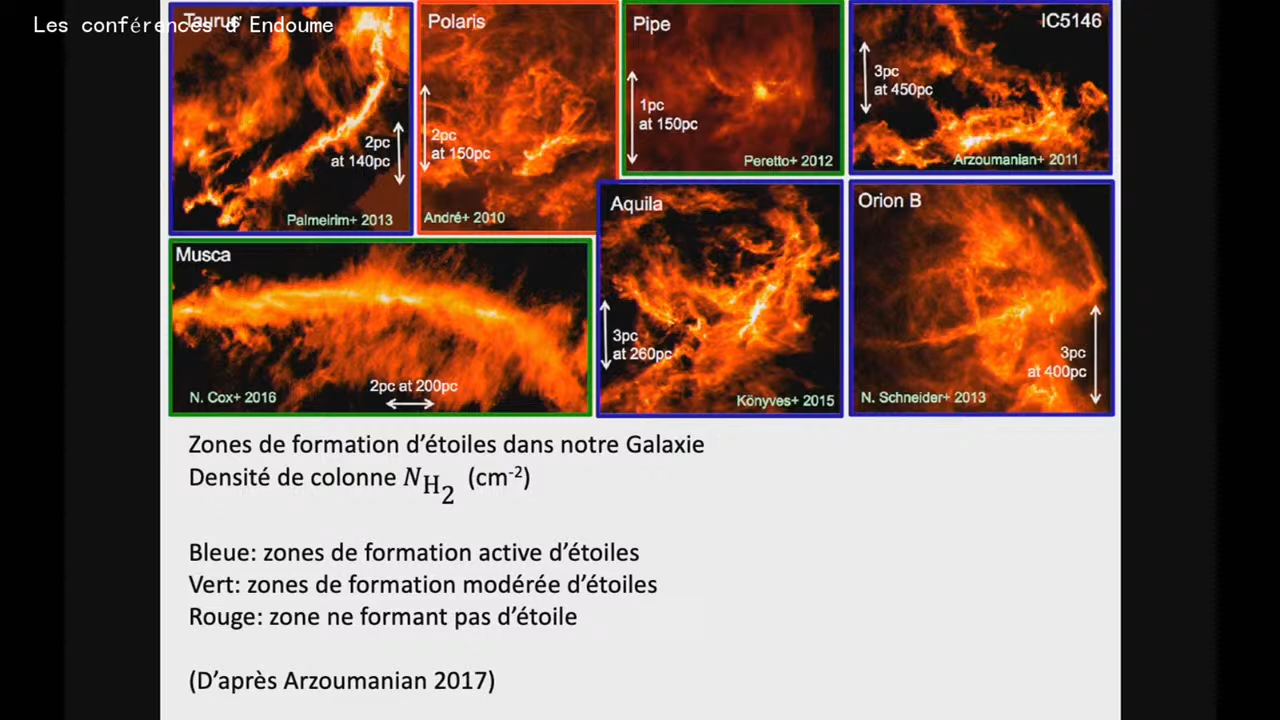 Les conférences d'Endoume
Taurus
2pc
at 140pc
Palmeirim+ 2013
Polaris
2pc
at 150pc
André+ 2010
Pipe
1pc
at 150pc
Peretto+ 2012
IC5146
3pc
at 450pc
Arzoumanian+ 2011
Musca
2pc at 200pc
N. Cox+ 2016
Aquila
3pc
at 260pc
Könyves+ 2015
Orion B
3pc
at 400pc
N. Schneider+ 2013
Zones de formation d'étoiles dans notre Galaxie
Densité de colonne N_H₂ (cm⁻²)
Bleue: zones de formation active d'étoiles
Vert: zones de formation modérée d'étoiles
Rouge: zone ne formant pas d'étoile
(D'après Arzoumanian 2017)